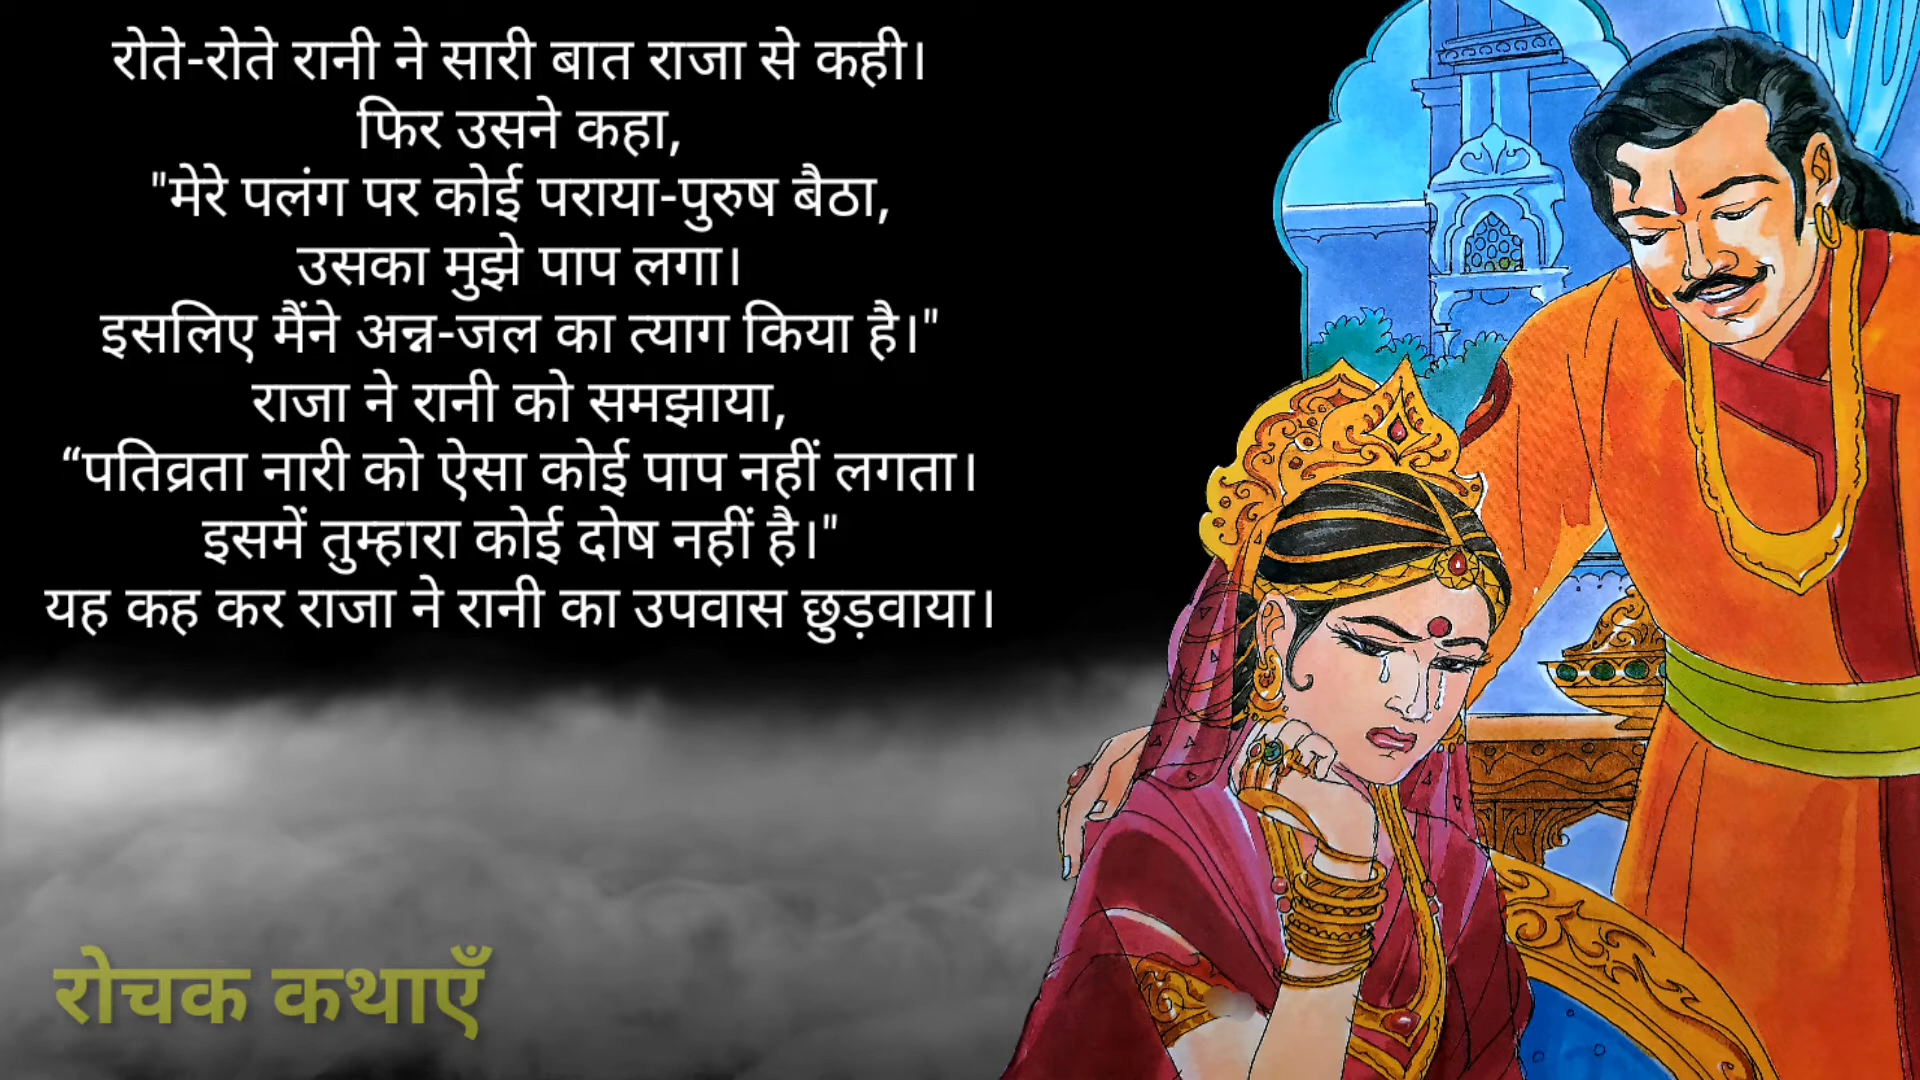 रोते-रोते रानी ने सारी बात राजा से कही।
फिर उसने कहा,
"मेरे पलंग पर कोई पराया-पुरुष बैठा,
उसका मुझे पाप लगा।
इसलिए मैंने अन्न-जल का त्याग किया है।"
राजा ने रानी को समझाया,
“पतिव्रता नारी को ऐसा कोई पाप नहीं लगता।
इसमें तुम्हारा कोई दोष नहीं है।"
यह कह कर राजा ने रानी का उपवास छुड़वाया।
रोचक कथाएँ